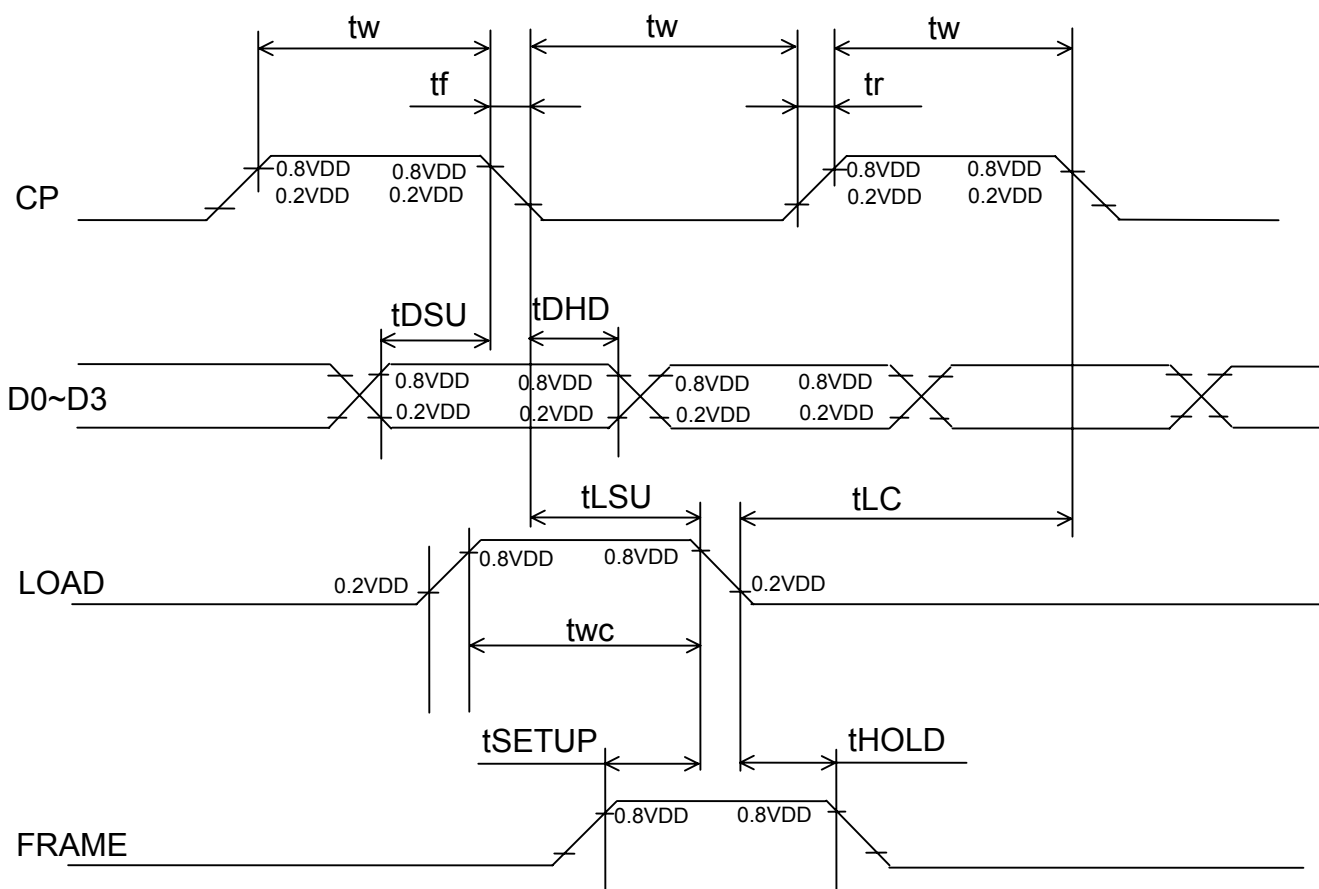 tw tw tw
tf tr
0.8VDD 0.8VDD 0.8VDD 0.8VDD
CP 0.2VDD 0.2VDD 0.2VDD 0.2VDD
tDSU tDHD
0.8VDD 0.8VDD 0.8VDD 0.8VDD
D0~D3 0.2VDD 0.2VDD 0.2VDD 0.2VDD
tLSU tLC
0.8VDD 0.8VDD
LOAD 0.2VDD 0.2VDD
twc
tSETUP tHOLD
0.8VDD 0.8VDD
FRAME